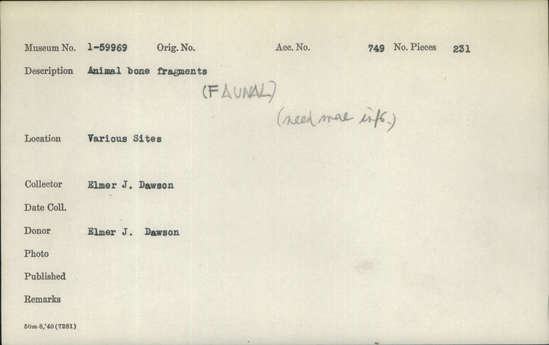 Museum No. 1-59969 Orig. No. Acc. No. 749 No. Pieces 231
Description Animal bone fragments
(FAUNAL)
(need more info.)
Location Various Sites
Collector Elmer J. Dawson
Date Coll.
Donor Elmer J. Dawson
Photo
Published
Remarks
50m-8,'40(7281)